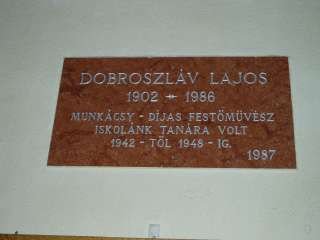 DOBROSZLÁV LAJOS
1902 - 1986
MUNKÁCSY - DÍJAS FESTŐMŰVÉSZ
ISKOLÁNK TANÁRA VOLT
1942 - TŐL 1948 - IG.
1987